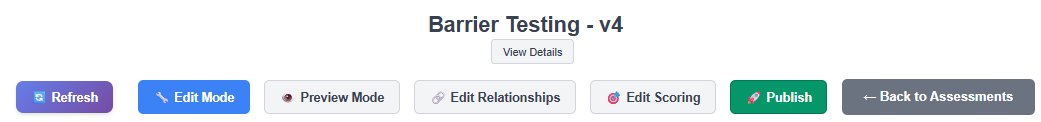 Barrier Testing - v4
View Details
Refresh Edit Mode Preview Mode Edit Relationships Edit Scoring Publish ← Back to Assessments